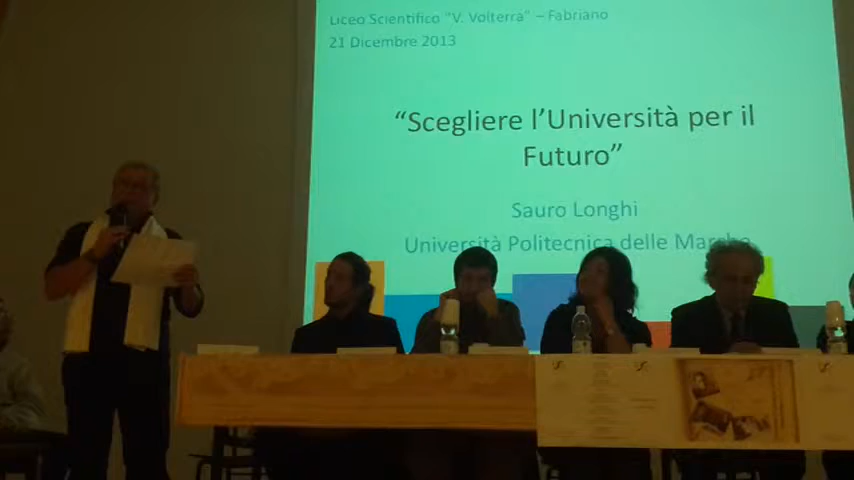 Liceo Scientifico “V. Volterra” – Fabriano
21 Dicembre 2013
“Scegliere l’Università per il
Futuro”
Sauro Longhi
Università Politecnica delle Marche